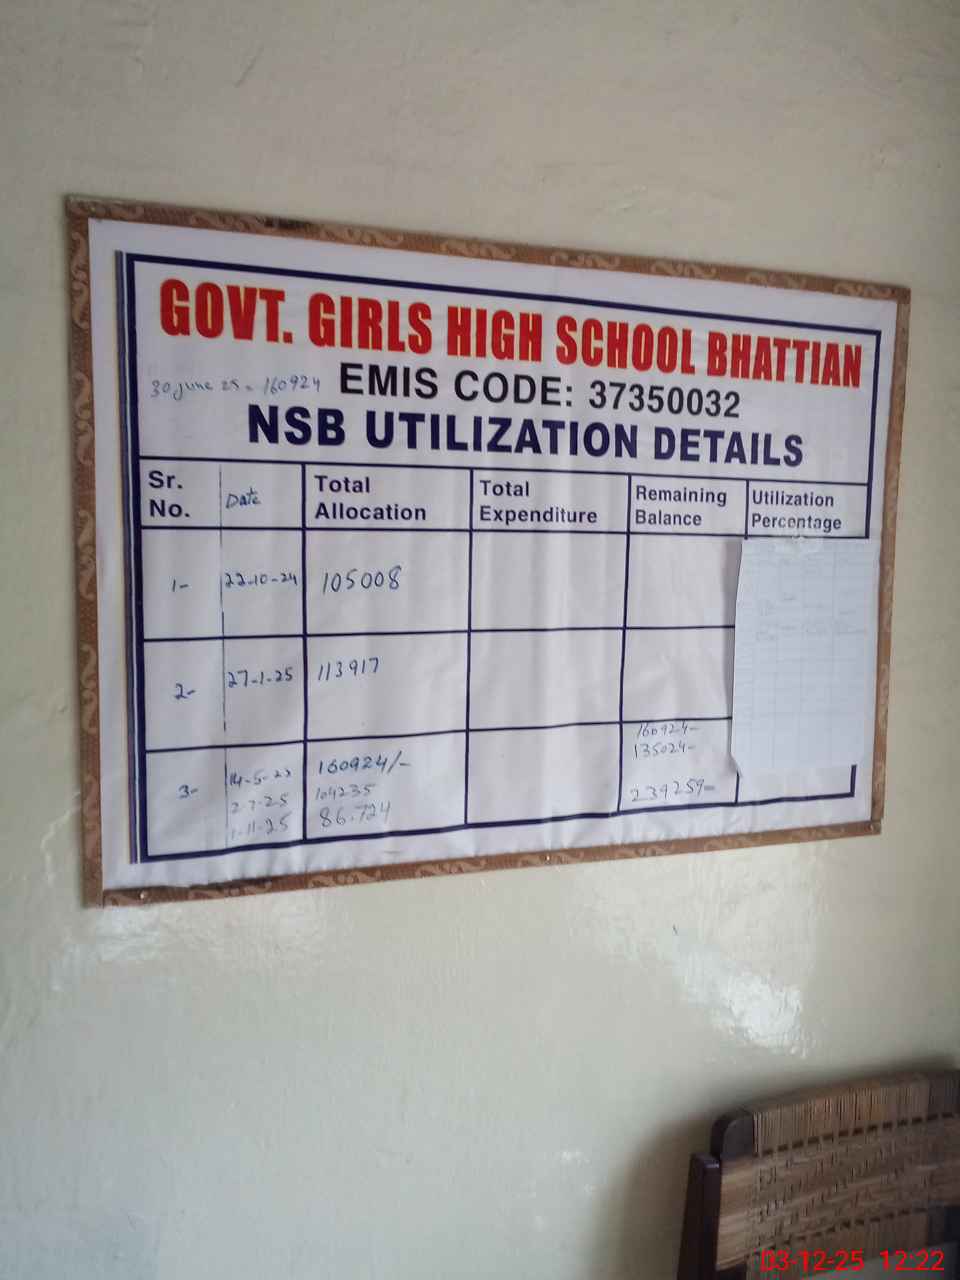 GOVT. GIRLS HIGH SCHOOL BHATTIAN
30 June 25 = 160924 EMIS CODE: 37350032
NSB UTILIZATION DETAILS
Sr. No. Date Total Allocation Total Expenditure Remaining Balance Utilization Percentage
1- 22-10-24 105008
2- 27-1-25 113917
160924-
135024-
3- 14-5- 160924/-
2-7-25 104235 239259=
1-11-25 86.724
03-12-25 12:22